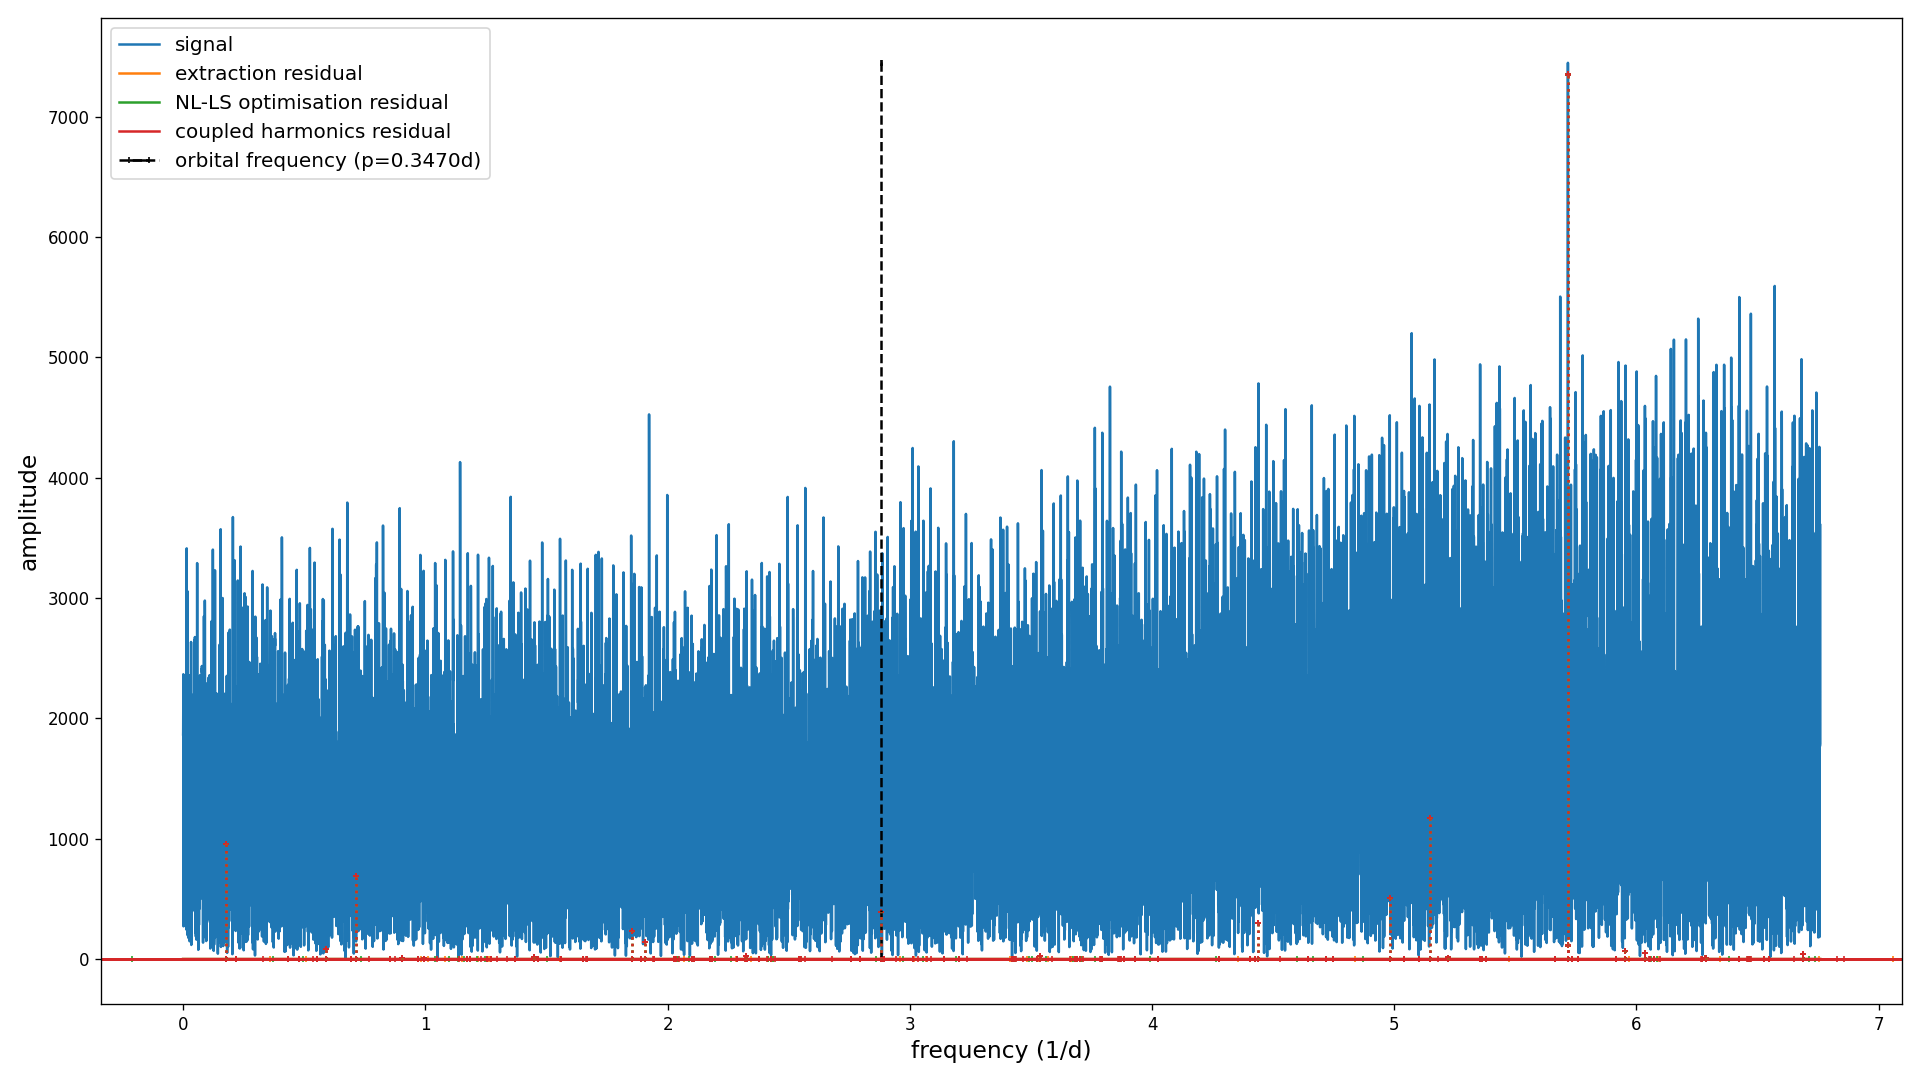 signal
extraction residual
NL-LS optimisation residual
coupled harmonics residual
orbital frequency (p=0.3470d)
amplitude
7000
6000
5000
4000
3000
2000
1000
0
0 1 2 3 4 5 6 7
frequency (1/d)